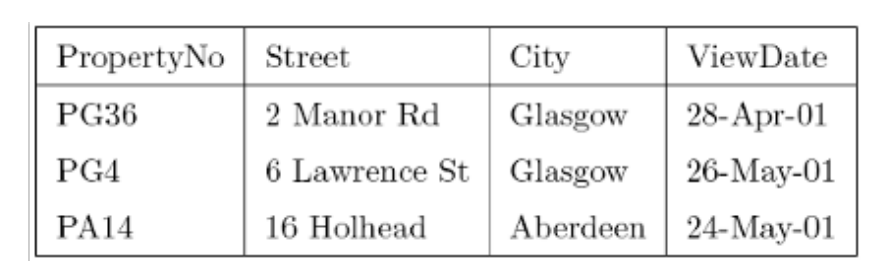 PropertyNo Street City ViewDate
PG36 2 Manor Rd Glasgow 28-Apr-01
PG4 6 Lawrence St Glasgow 26-May-01
PA14 16 Holhead Aberdeen 24-May-01